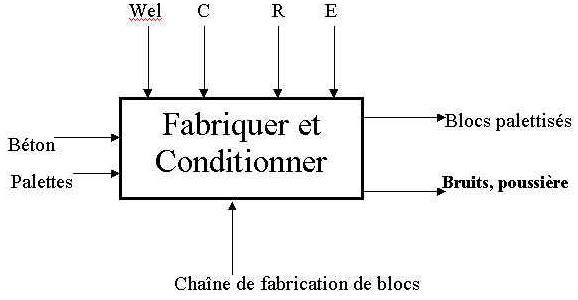 Wel C R E
Fabriquer et
Conditionner
Béton
Palettes
Blocs palettisés
Bruits, poussière
Chaîne de fabrication de blocs